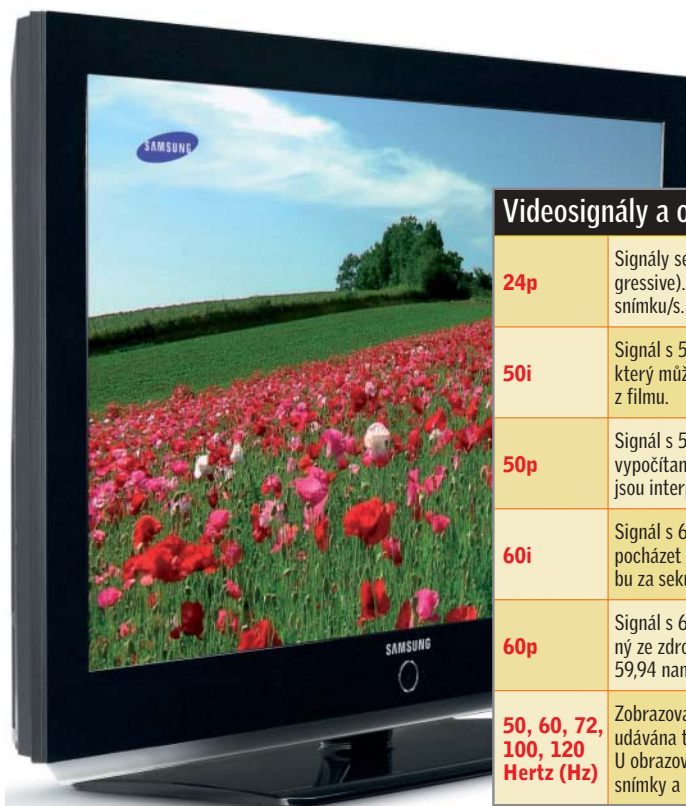 SAMSUNG
SAMSUNG
Videosignály a o
24p
Signály se
gressive).
snímku/s.
50i
Signál s 5
který můž
z filmu.
50p
Signál s 5
vypočítan
jsou interp
60i
Signál s 6
pocházet
bu za seku
60p
Signál s 6
ný ze zdro
59,94 nam
50, 60, 72,
100, 120
Hertz (Hz)
Zobrazova
udávána t
U obrazov
snímky a